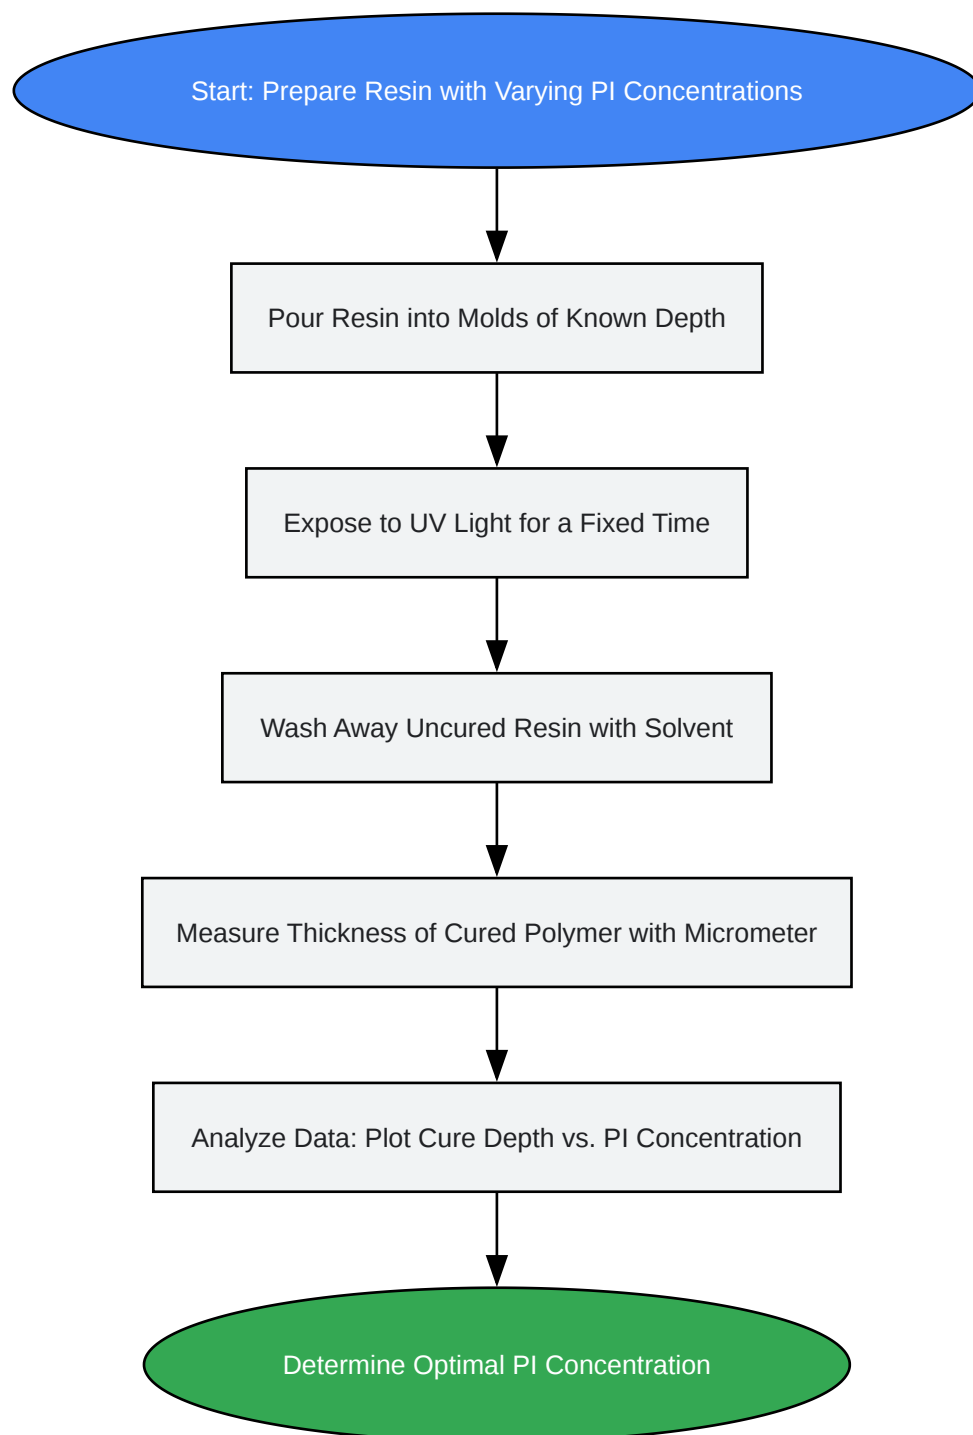 Start: Prepare Resin with Varying PI Concentrations
Pour Resin into Molds of Known Depth
Expose to UV Light for a Fixed Time
Wash Away Uncured Resin with Solvent
Measure Thickness of Cured Polymer with Micrometer
Analyze Data: Plot Cure Depth vs. PI Concentration
Determine Optimal PI Concentration